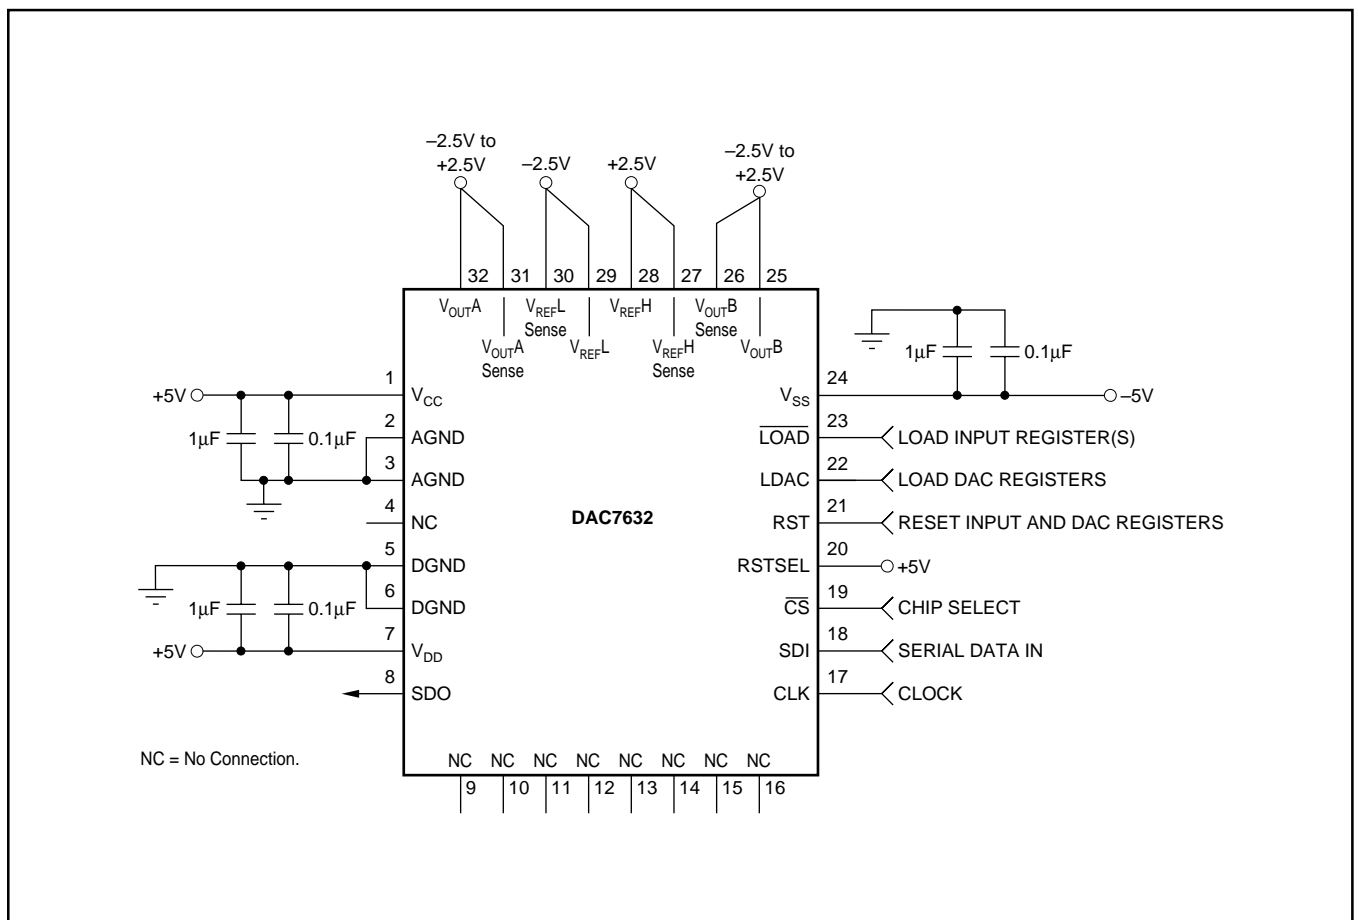 –2.5V to
+2.5V
–2.5V
+2.5V
–2.5V to
+2.5V
32 31 30 29 28 27 26 25
VOUTA
VOUTA
Sense
VREFL
Sense
VREFL
VREFH
VREFH
Sense
VOUTB
Sense
VOUTB
1µF
0.1µF
+5V
1
VCC
1µF
0.1µF
2
AGND
3
AGND
4
NC
5
DGND
6
DGND
1µF
0.1µF
+5V
7
VDD
8
SDO
DAC7632
24
VSS
–5V
23
LOAD
LOAD INPUT REGISTER(S)
22
LDAC
LOAD DAC REGISTERS
21
RST
RESET INPUT AND DAC REGISTERS
20
RSTSEL
+5V
19
CS
CHIP SELECT
18
SDI
SERIAL DATA IN
17
CLK
CLOCK
NC NC NC NC NC NC NC NC
9 10 11 12 13 14 15 16
NC = No Connection.